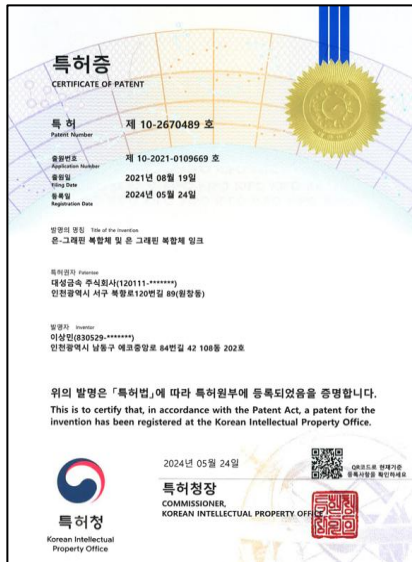 특허증
CERTIFICATE OF PATENT
특 허 제 10-2670489 호
Patent Number
출원번호 제 10-2021-0109669 호
Application Number
출원일 2021년 08월 19일
Filing Date
등록일 2024년 05월 24일
Registration Date
발명의 명칭 Title of the Invention
은-그래핀 복합체 및 은 그래핀 복합체 잉크
특허권자 Patentee
대성금속 주식회사(120111-*******)
인천광역시 서구 북항로120번길 89(원창동)
발명자 Inventor
이상민(830529-*******)
인천광역시 남동구 에코중앙로 84번길 42 108동 202호
위의 발명은 「특허법」에 따라 특허원부에 등록되었음을 증명합니다.
This is to certify that, in accordance with the Patent Act, a patent for the
invention has been registered at the Korean Intellectual Property Office.
2024년 05월 24일
QR코드로 현재기준
등록사항을 확인하세요
특허청장
COMMISSIONER,
KOREAN INTELLECTUAL PROPERTY OFFICE
특허청
Korean Intellectual
Property Office